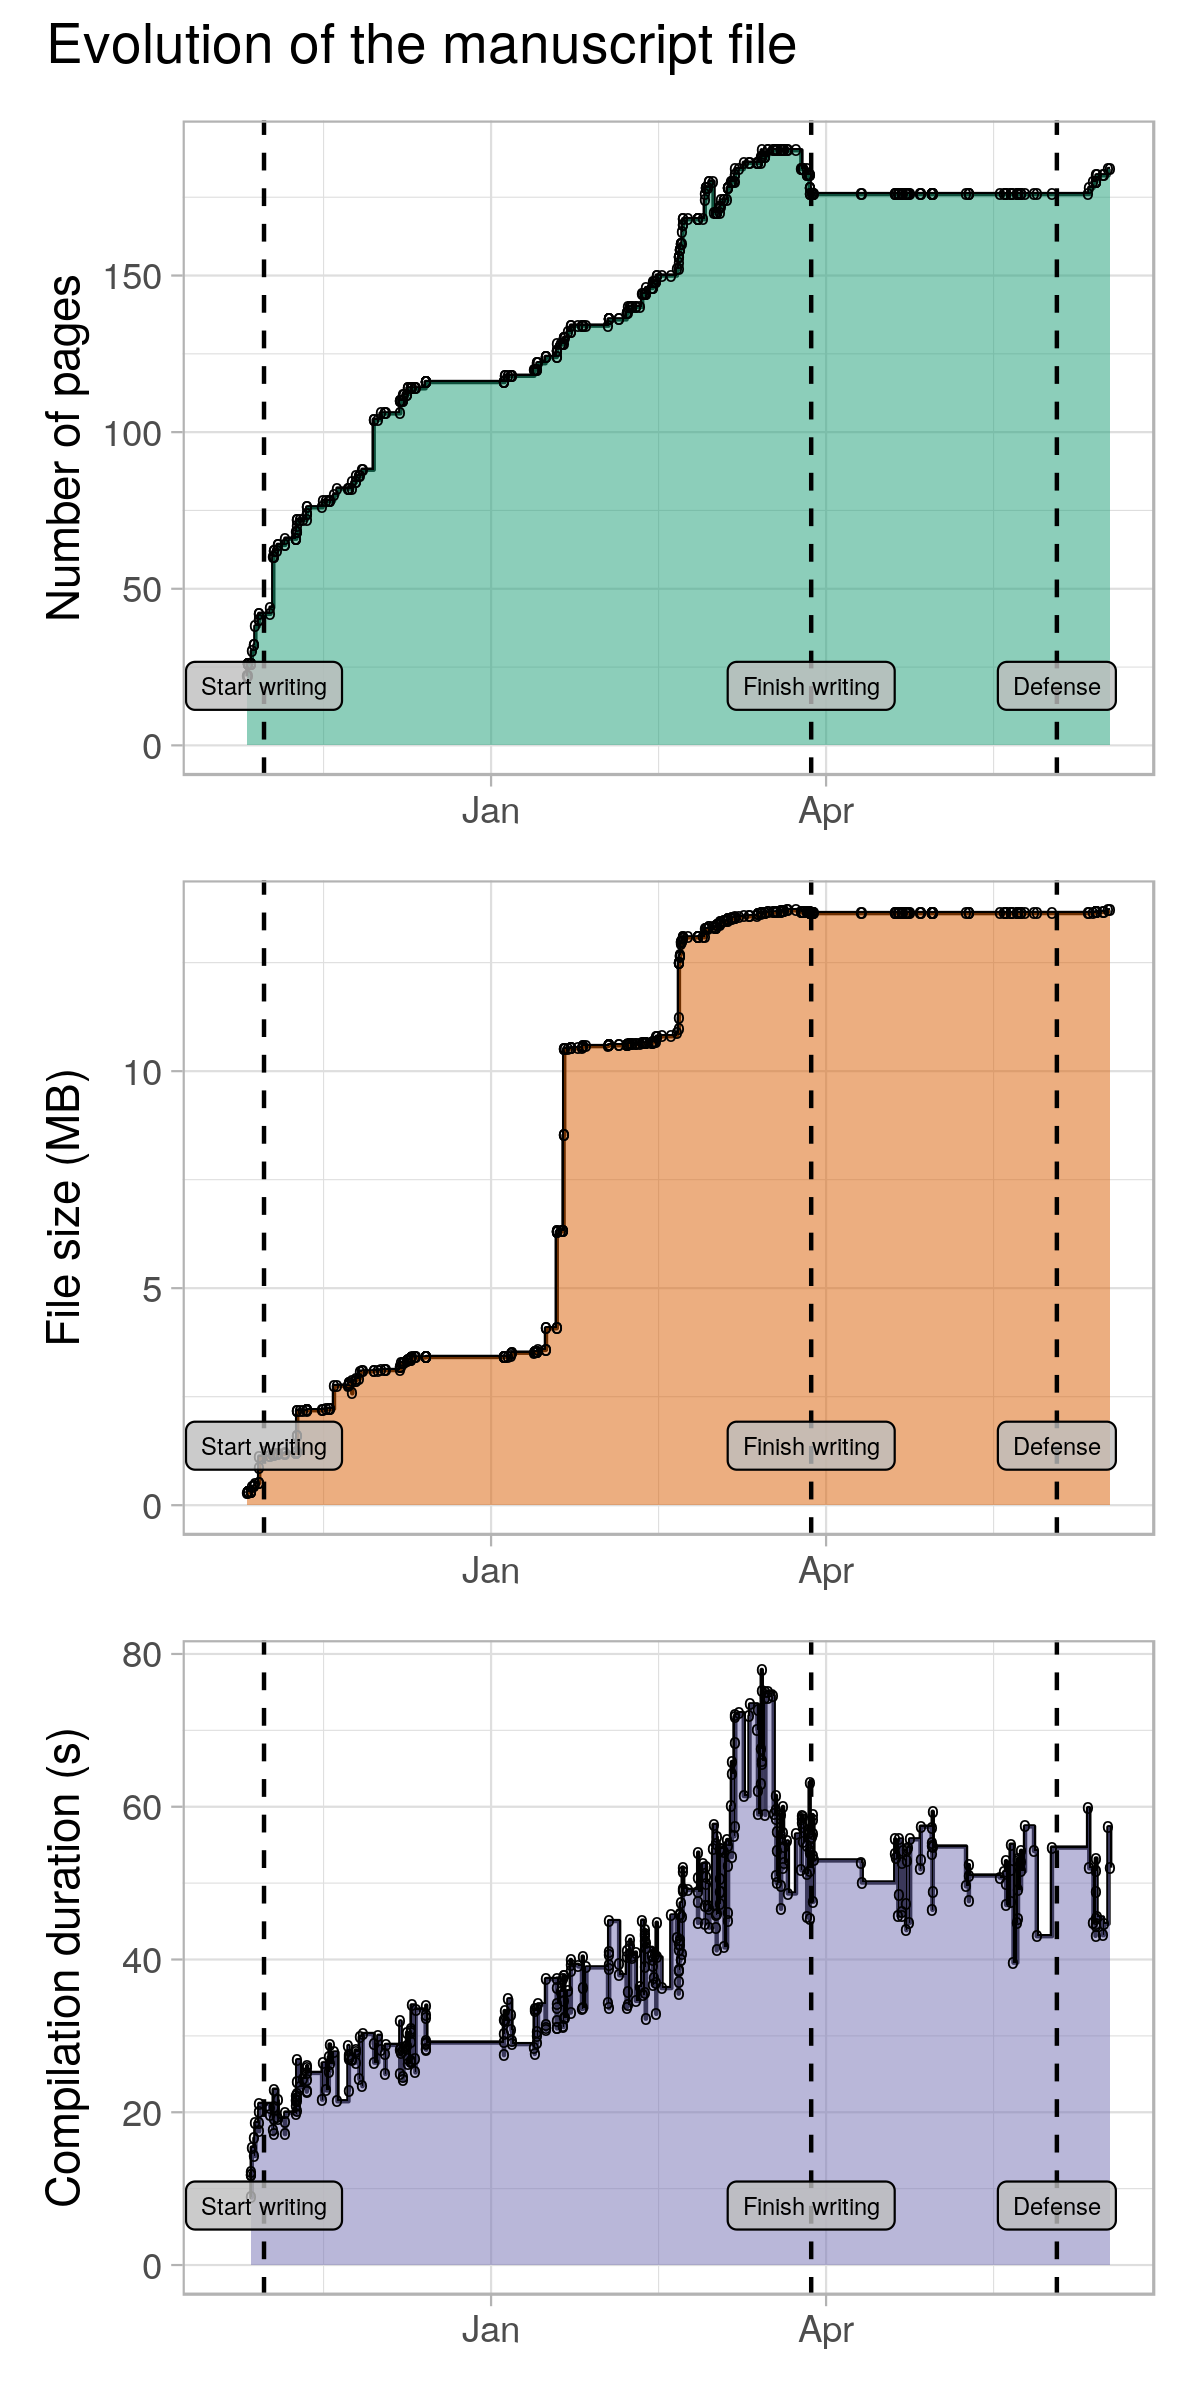 Evolution of the manuscript file
Number of pages
150
100
50
0
Start writing
Finish writing
Defense
Jan
Apr
File size (MB)
10
5
0
Start writing
Finish writing
Defense
Jan
Apr
Compilation duration (s)
80
60
40
20
0
Start writing
Finish writing
Defense
Jan
Apr